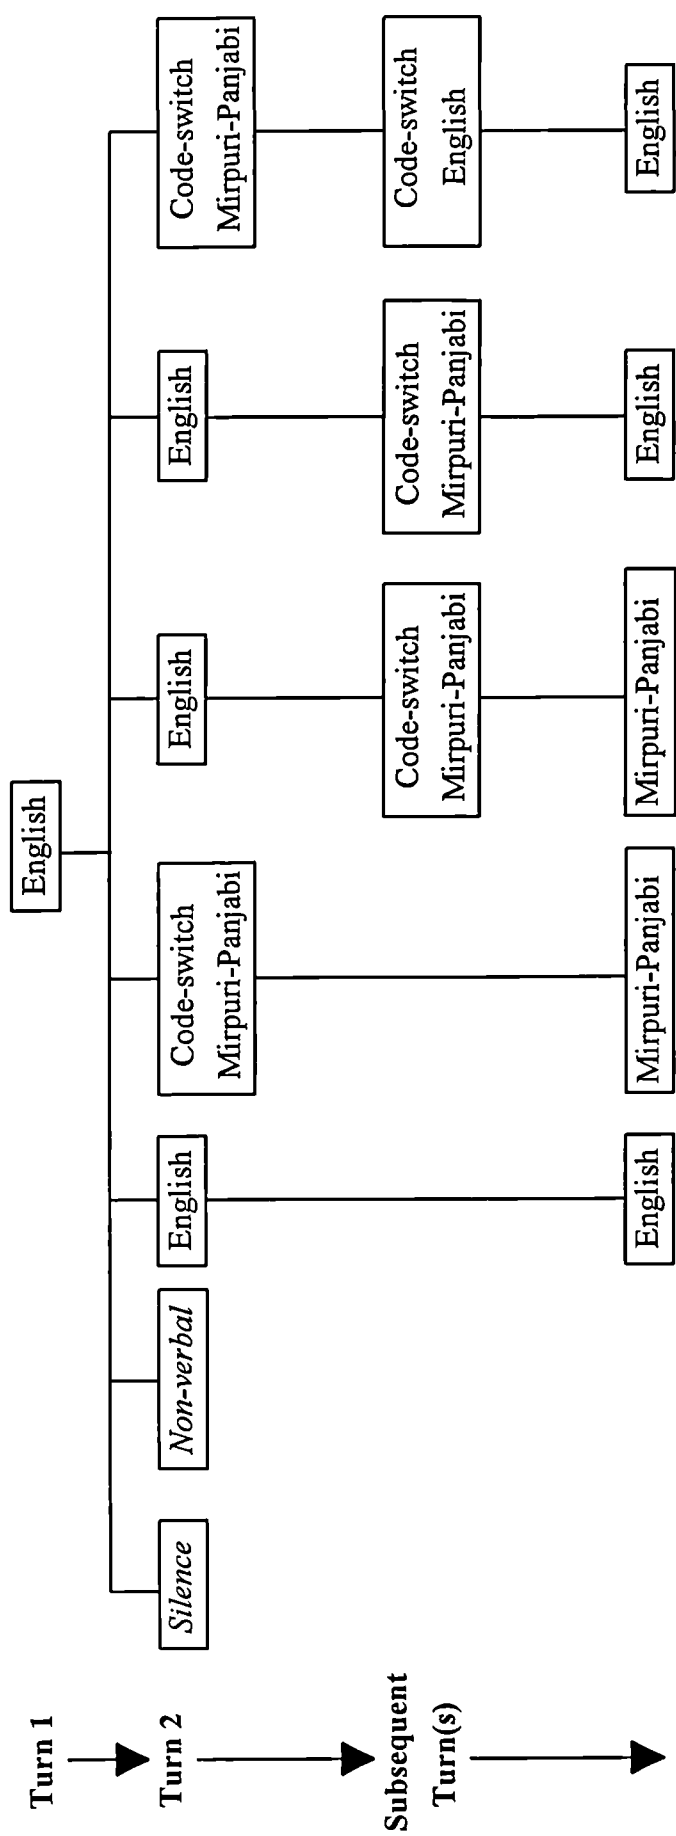 Turn 1
English
Turn 2
Silence
Non-verbal
English
Code-switch
Mirpuri-Panjabi
English
English
Code-switch
Mirpuri-Panjabi
Subsequent
Turn(s)
Code-switch
Mirpuri-Panjabi
Code-switch
Mirpuri-Panjabi
Code-switch
English
English
Mirpuri-Panjabi
Mirpuri-Panjabi
English
English